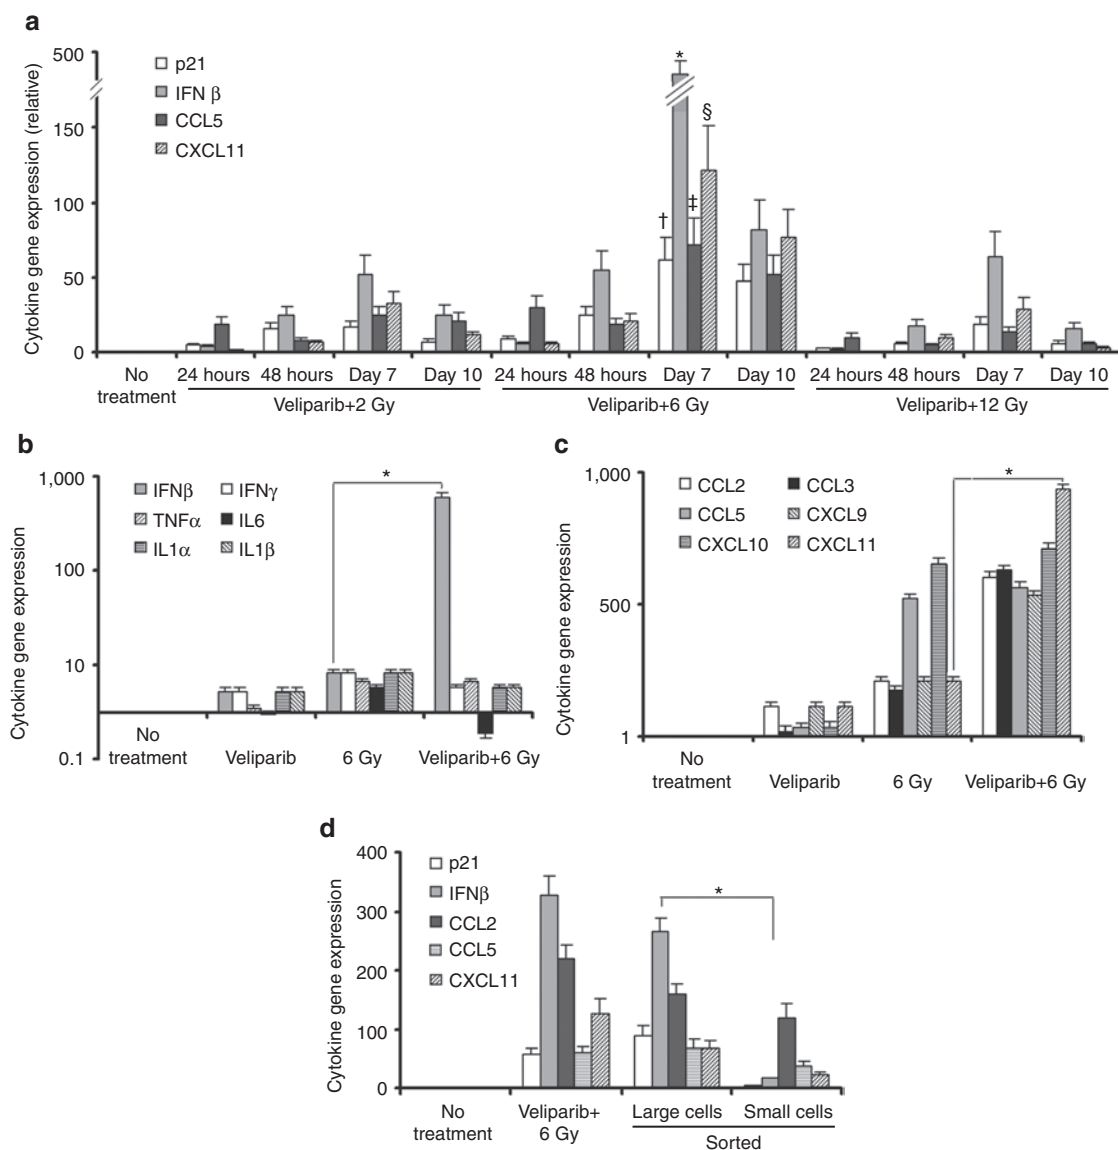 a
Cytokine gene expression (relative)
500
150
100
50
0
p21
IFN β
CCL5
CXCL11
*
†
‡
§
No treatment
24 hours 48 hours Day 7 Day 10
Veliparib+2 Gy
24 hours 48 hours Day 7 Day 10
Veliparib+6 Gy
24 hours 48 hours Day 7 Day 10
Veliparib+12 Gy
b
Cytokine gene expression
1,000
100
10
0.1
IFNβ IFNγ
TNFα IL6
IL1α IL1β
*
No treatment
Veliparib
6 Gy
Veliparib+6 Gy
c
Cytokine gene expression
1,000
500
1
CCL2 CCL3
CCL5 CXCL9
CXCL10 CXCL11
*
No treatment
Veliparib
6 Gy
Veliparib+6 Gy
d
Cytokine gene expression
400
300
200
100
0
p21
IFNβ
CCL2
CCL5
CXCL11
*
No treatment
Veliparib+ 6 Gy
Large cells Small cells
Sorted